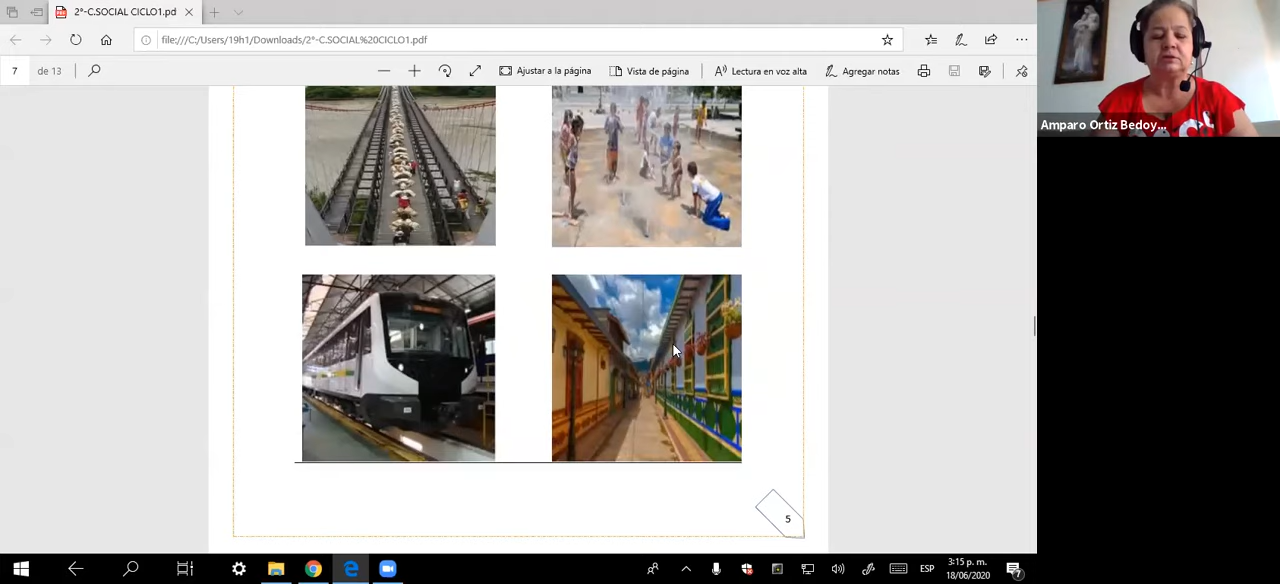 2°-C.SOCIAL CICLO1.pd
file:///C:/Users/19h1/Downloads/2°-C.SOCIAL%20CICLO1.pdf
7 de 13
Ajustar a la página
Vista de página
Lectura en voz alta
Agregar notas
Amparo Ortiz Bedoy...
5
ESP
3:15 p. m.
18/06/2020
7